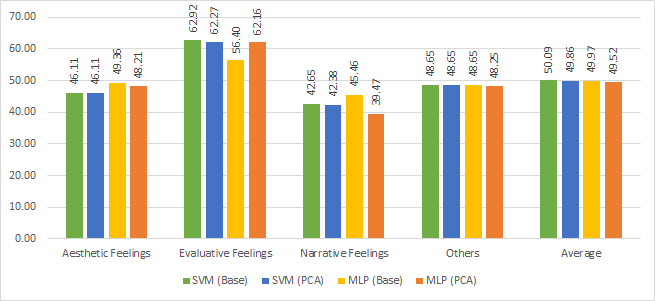 70.00
60.00
50.00
40.00
30.00
20.00
10.00
0.00
46.11 46.11 49.36 48.21
62.92 62.27 56.40 62.16
42.65 42.38 45.46 39.47
48.65 48.65 48.65 48.25
50.09 49.86 49.97 49.52
Aesthetic Feelings Evaluative Feelings Narrative Feelings Others Average
SVM (Base) SVM (PCA) MLP (Base) MLP (PCA)